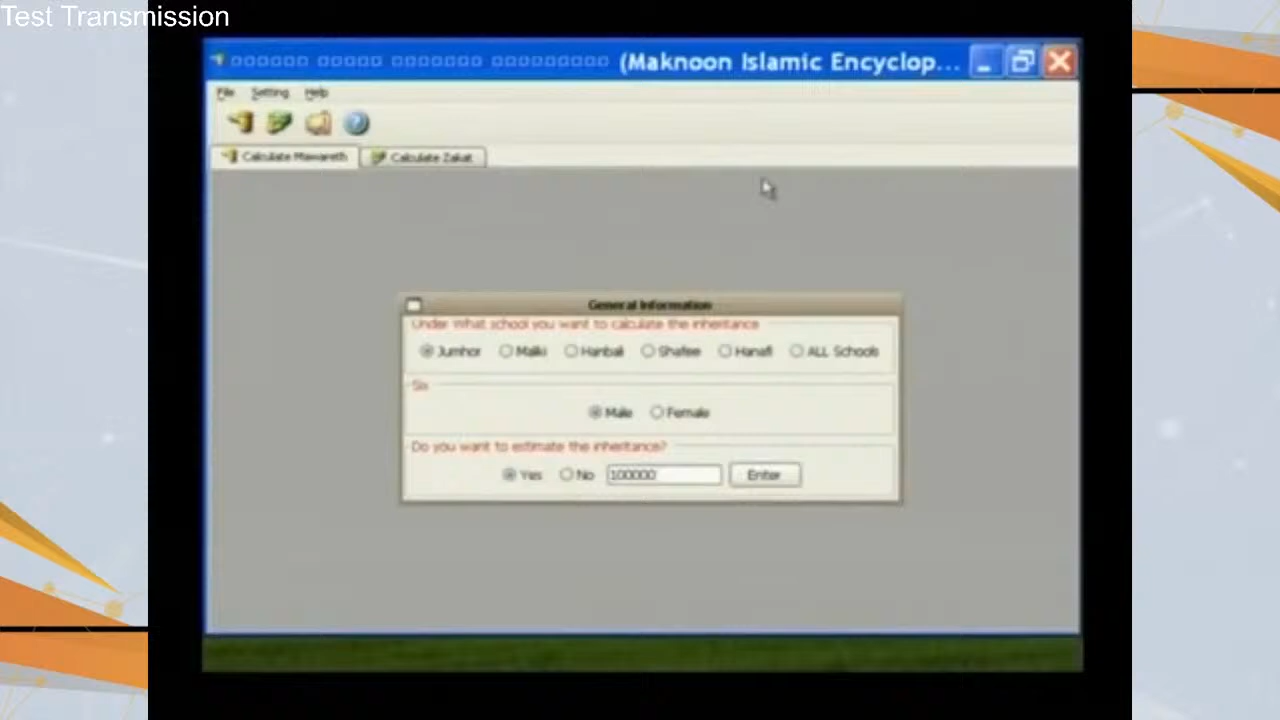 Test Transmission
(Maknoon Islamic Encyclop...
File Setting Help
Calculate Mawareth Calculate Zakat
General Information
Under What school you want to calculate the inheritance
Jumhor Maliki Hanbali Shafiee Hanafi ALL Schools
Six
Male Female
Do you want to estimate the inheritance?
Yes No 100000 Enter